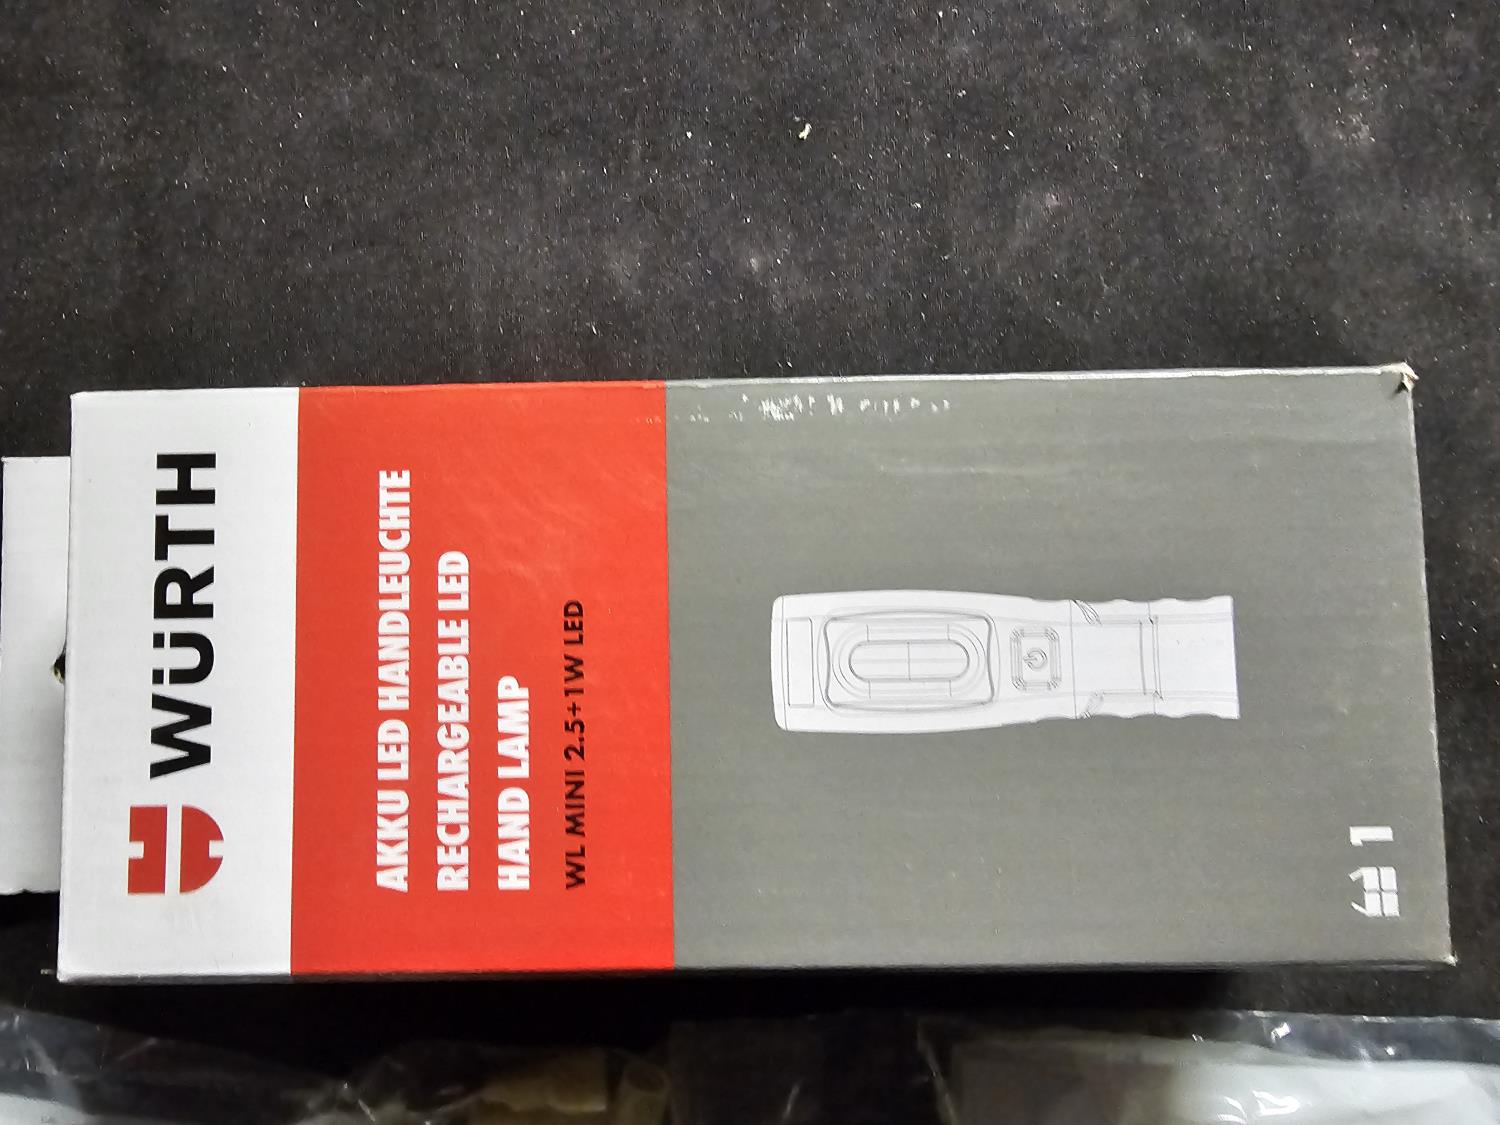 WÜRTH
AKKU LED HANDLEUCHTE
RECHARGEABLE LED
HAND LAMP
WL MINI 2.5+1W LED
1